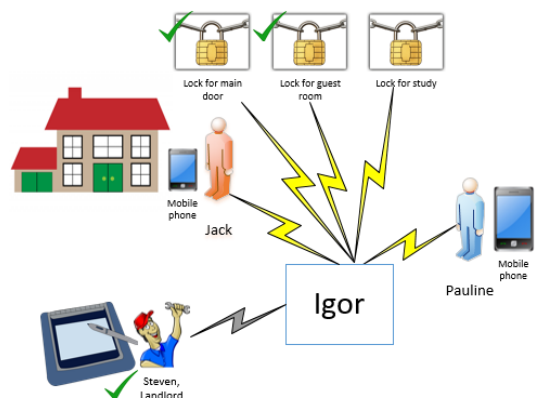 Lock for main
door
Lock for guest
room
Lock for study
Mobile
phone
Jack
Mobile
phone
Pauline
Igor
Steven,
Landlord